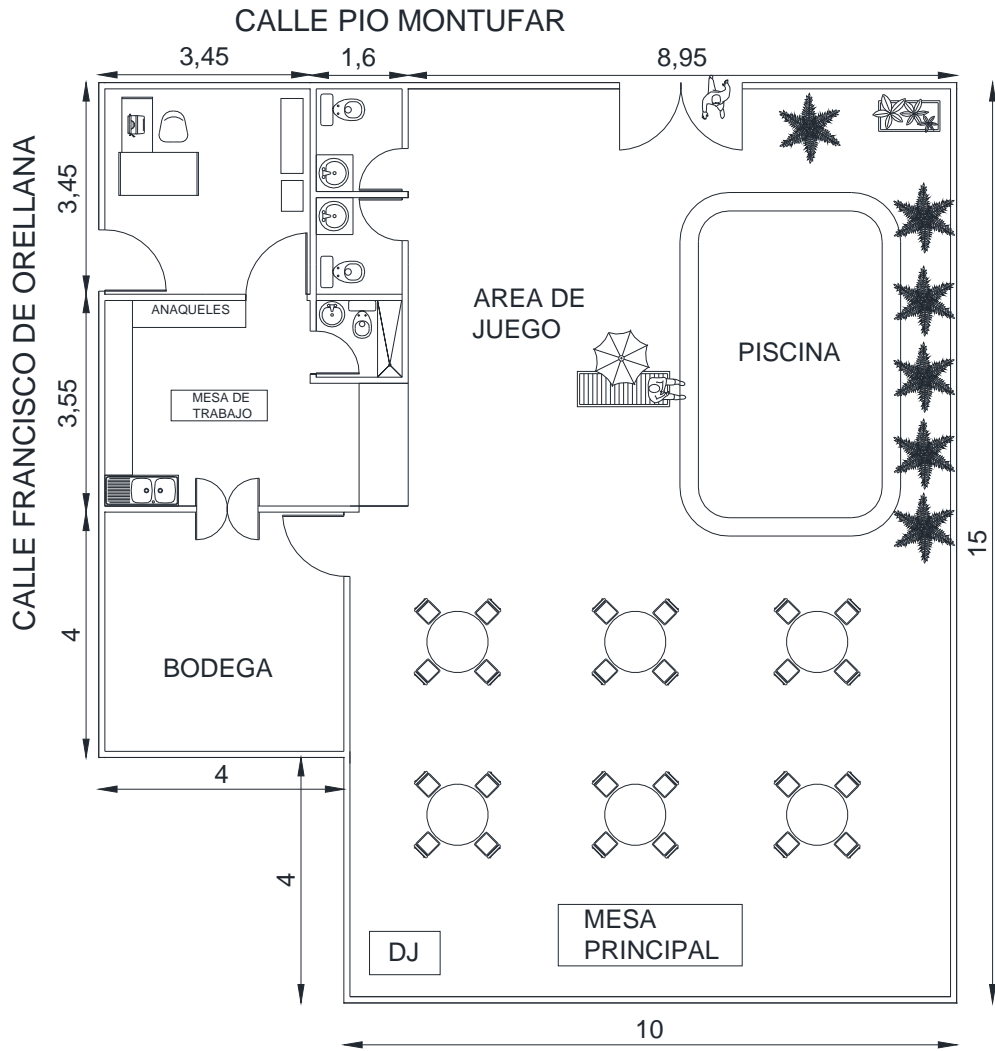 CALLE PIO MONTUFAR
3,45
1,6
8,95
CALLE FRANCISCO DE ORELLANA
3,45
3,55
4
ANAQUELES
MESA DE
TRABAJO
AREA DE
JUEGO
PISCINA
15
BODEGA
4
4
DJ
MESA
PRINCIPAL
10